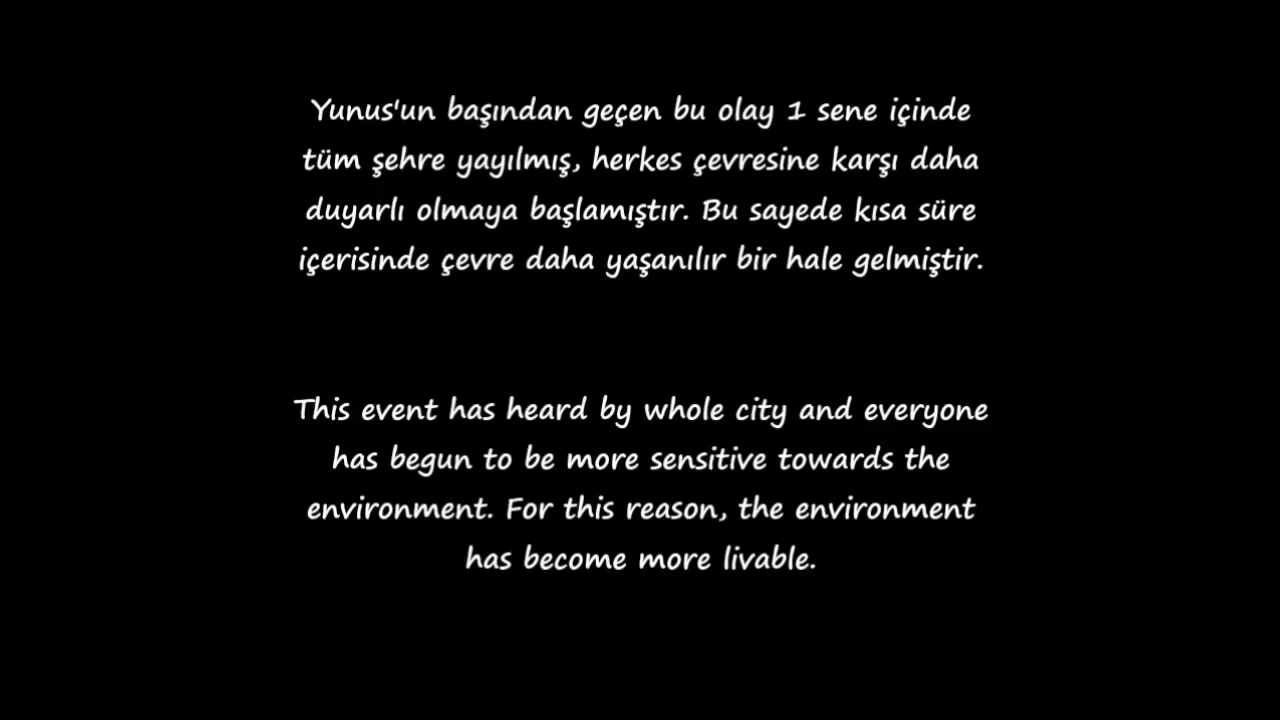 Yunus'un başından geçen bu olay 1 sene içinde
tüm şehre yayılmış, herkes çevresine karşı daha
duyarlı olmaya başlamıştır. Bu sayede kısa süre
içerisinde çevre daha yaşanılır bir hale gelmiştir.
This event has heard by whole city and everyone
has begun to be more sensitive towards the
environment. For this reason, the environment
has become more livable.